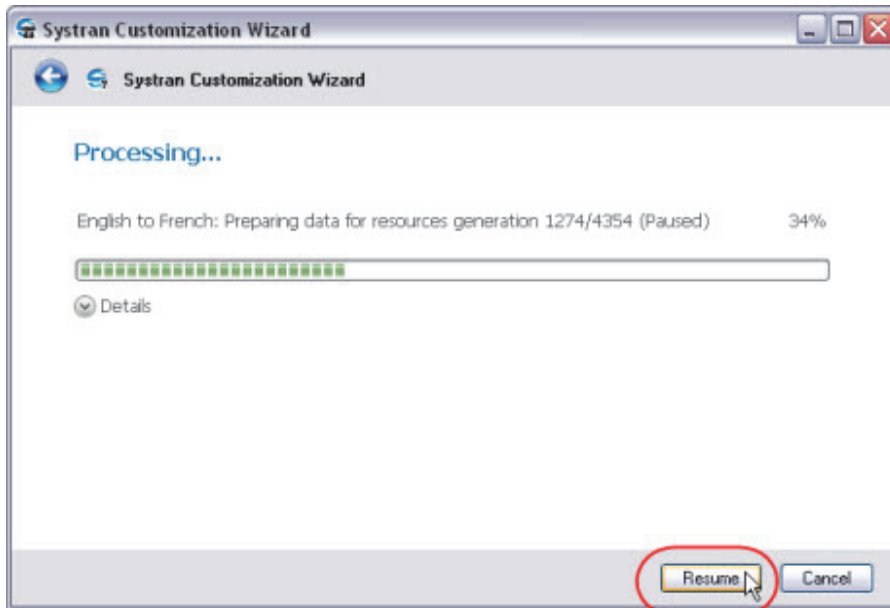 Systran Customization Wizard
Systran Customization Wizard
Processing...
English to French: Preparing data for resources generation 1274/4354 (Paused) 34%
Details
Resume Cancel